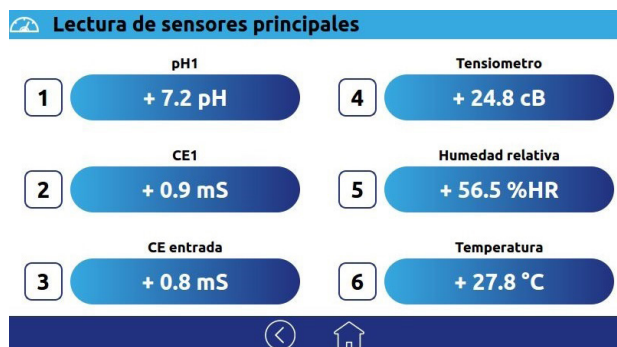 Lectura de sensores principales
pH1
1
+ 7.2 pH
CE1
2
+ 0.9 mS
CE entrada
3
+ 0.8 mS
Tensiometro
4
+ 24.8 cB
Humedad relativa
5
+ 56.5 %HR
Temperatura
6
+ 27.8 °C